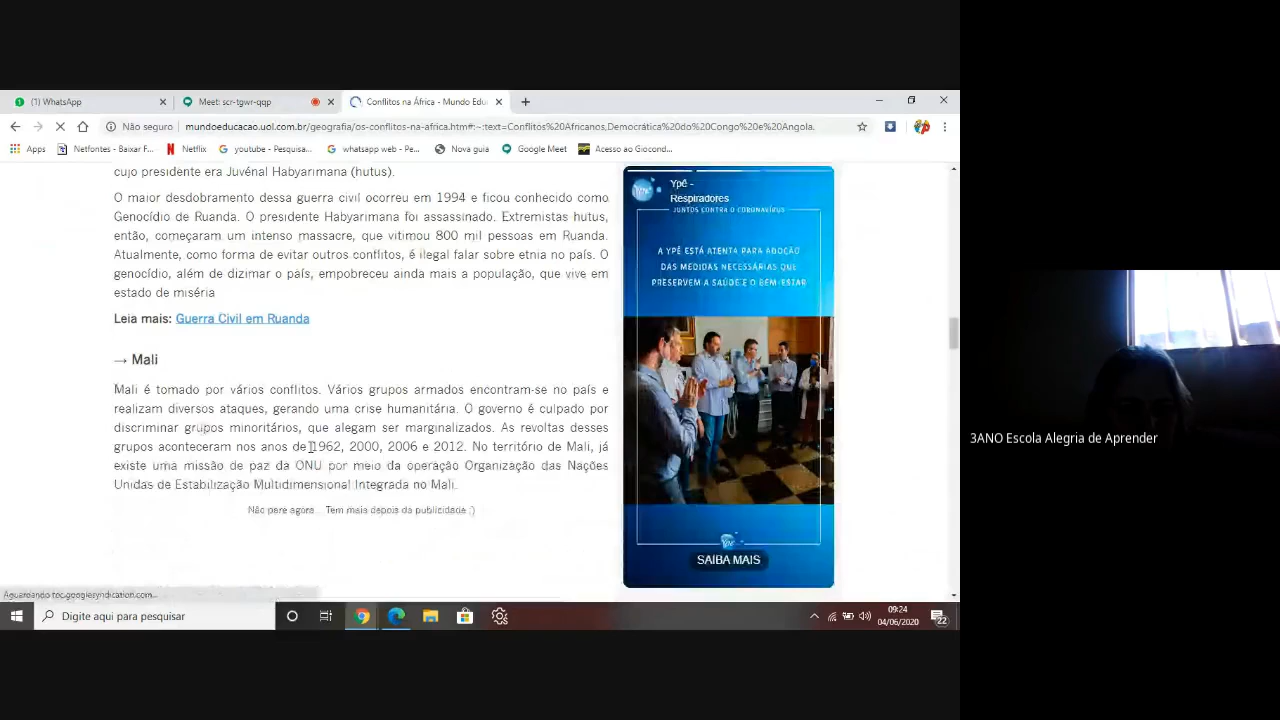 (1) WhatsApp
Meet: scr-tgwr-qqp
Conflitos na África - Mundo Edu
Não seguro
mundoeducacao.uol.com.br/geografia/os-conflitos-na-africa.htm#:~:text=Conflitos%20Africanos,Democrática%20do%20Congo%20e%20Angola.
Apps
Netfontes - Baixar F...
Netflix
youtube - Pesquisa...
whatsapp web - Pe...
Nova guia
Google Meet
Acesso ao Giocond...
cujo presidente era Juvénal Habyarimana (hutus).
O maior desdobramento dessa guerra civil ocorreu em 1994 e ficou conhecido como
Genocídio de Ruanda. O presidente Habyarimana foi assassinado. Extremistas hutus,
então, começaram um intenso massacre, que vitimou 800 mil pessoas em Ruanda.
Atualmente, como forma de evitar outros conflitos, é ilegal falar sobre etnia no país. O
genocídio, além de dizimar o país, empobreceu ainda mais a população, que vive em
estado de miséria
Leia mais: Guerra Civil em Ruanda
→ Mali
Mali é tomado por vários conflitos. Vários grupos armados encontram-se no país e
realizam diversos ataques, gerando uma crise humanitária. O governo é culpado por
discriminar grupos minoritários, que alegam ser marginalizados. As revoltas desses
grupos aconteceram nos anos de 1962, 2000, 2006 e 2012. No território de Mali, já
existe uma missão de paz da ONU por meio da operação Organização das Nações
Unidas de Estabilização Multidimensional Integrada no Mali.
Não pare agora... Tem mais depois da publicidade ;)
Ypê -
Respiradores
JUNTOS CONTRA O CORONAVÍRUS
A YPÊ ESTÁ ATENTA PARA ADOÇÃO
DAS MEDIDAS NECESSÁRIAS QUE
PRESERVEM A SAÚDE E O BEM-ESTAR
Ypê
SAIBA MAIS
3ANO Escola Alegria de Aprender
Aguardando tpc.googlesyndication.com...
Digite aqui para pesquisar
09:24
04/06/2020
22